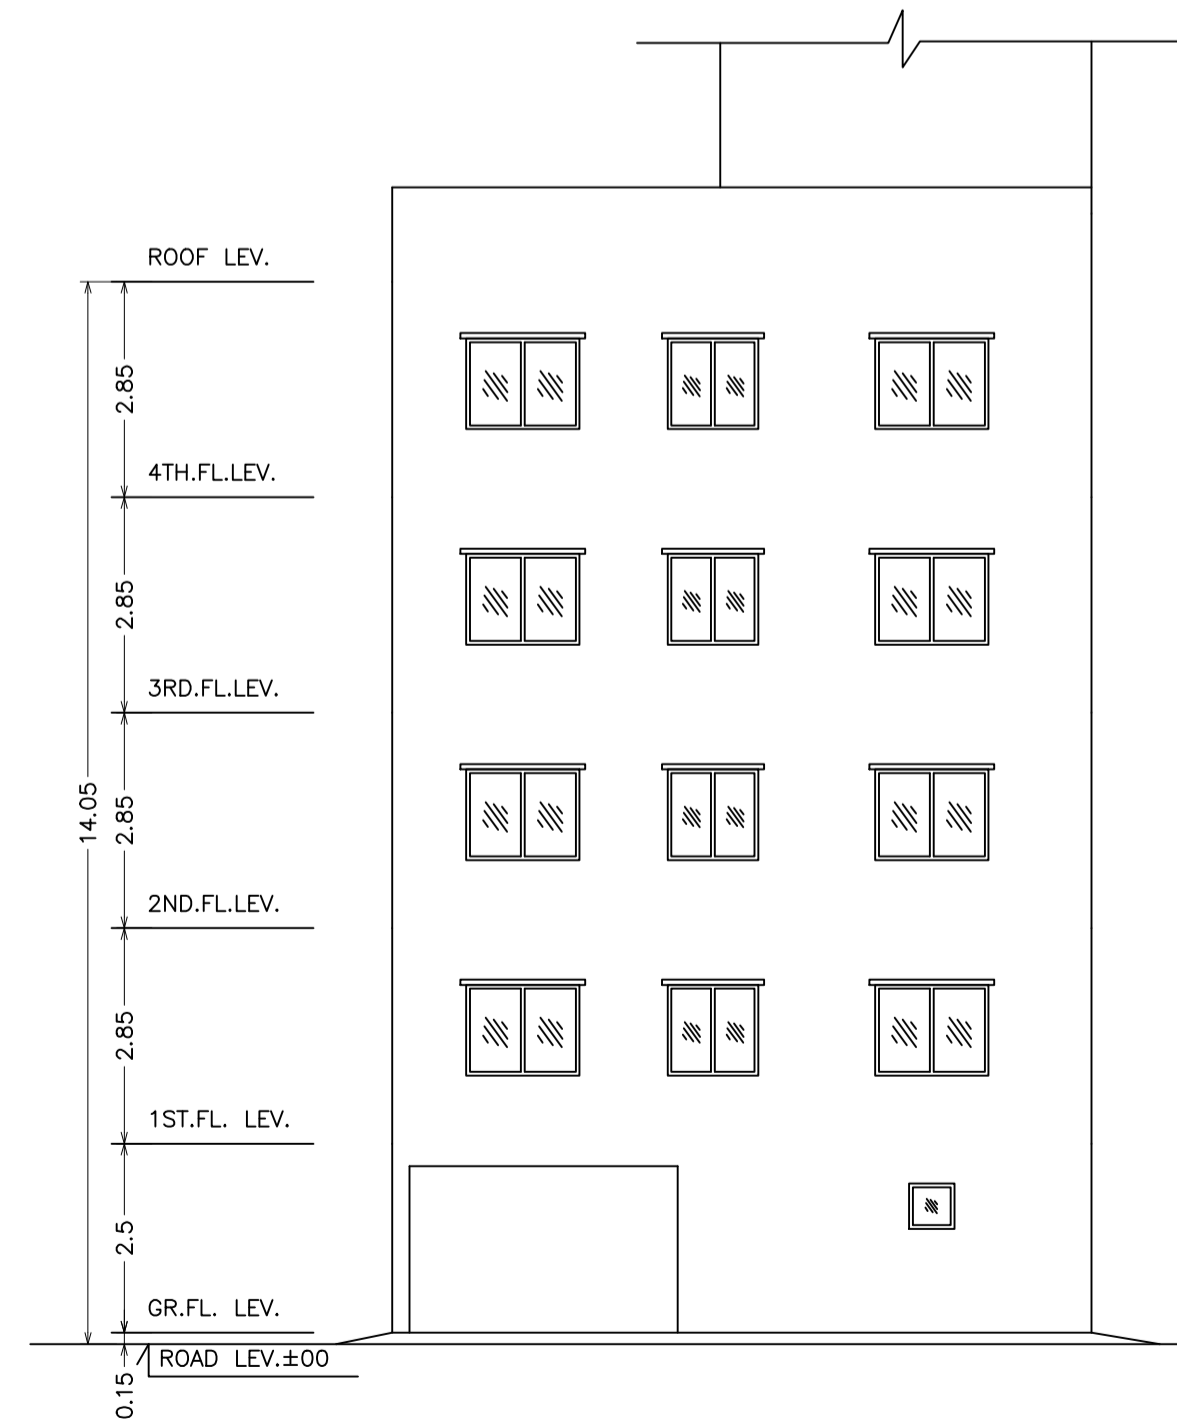 ROOF LEV.
2.85
4TH.FL.LEV.
2.85
3RD.FL.LEV.
14.05
2.85
2ND.FL.LEV.
2.85
1ST.FL. LEV.
2.5
GR.FL. LEV.
ROAD LEV.±00
0.15